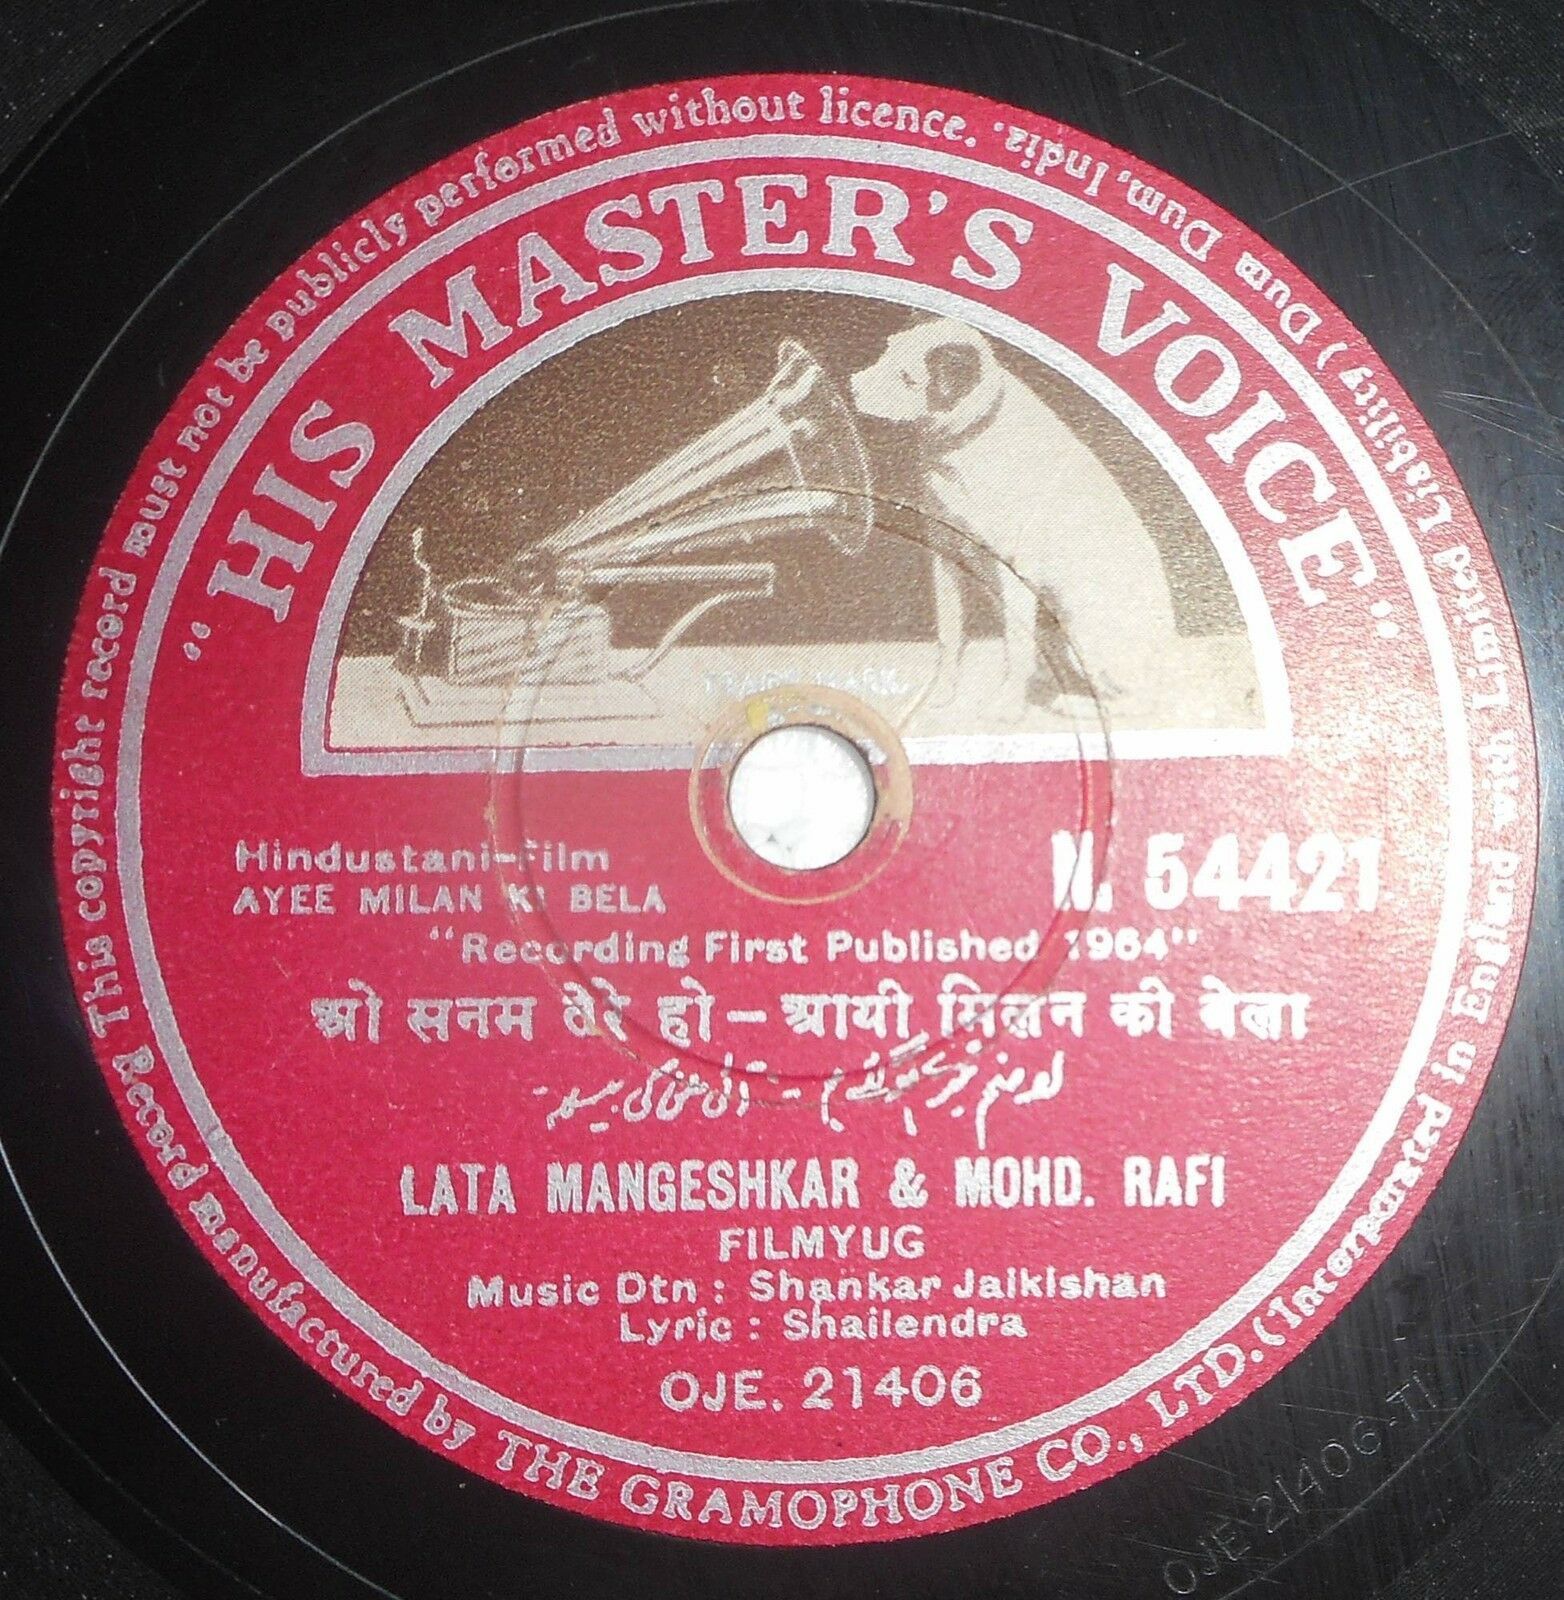 This copyright record must not be publicly performed without licence.
This Record manufactured by THE GRAMOPHONE CO., LTD. (Incorporated in England with Limited Liability) Dum Dum, India.
"HIS MASTER'S VOICE"
TRADE MARK
Hindustani-Film
AYEE MILAN KI BELA
N. 54421
"Recording First Published 1964"
ओ सनम तेरे हो - आयी मिलन की बेला
LATA MANGESHKAR & MOHD. RAFI
FILMYUG
Music Dtn : Shankar Jaikishan
Lyric : Shailendra
OJE. 21406
OJE 21406-T1